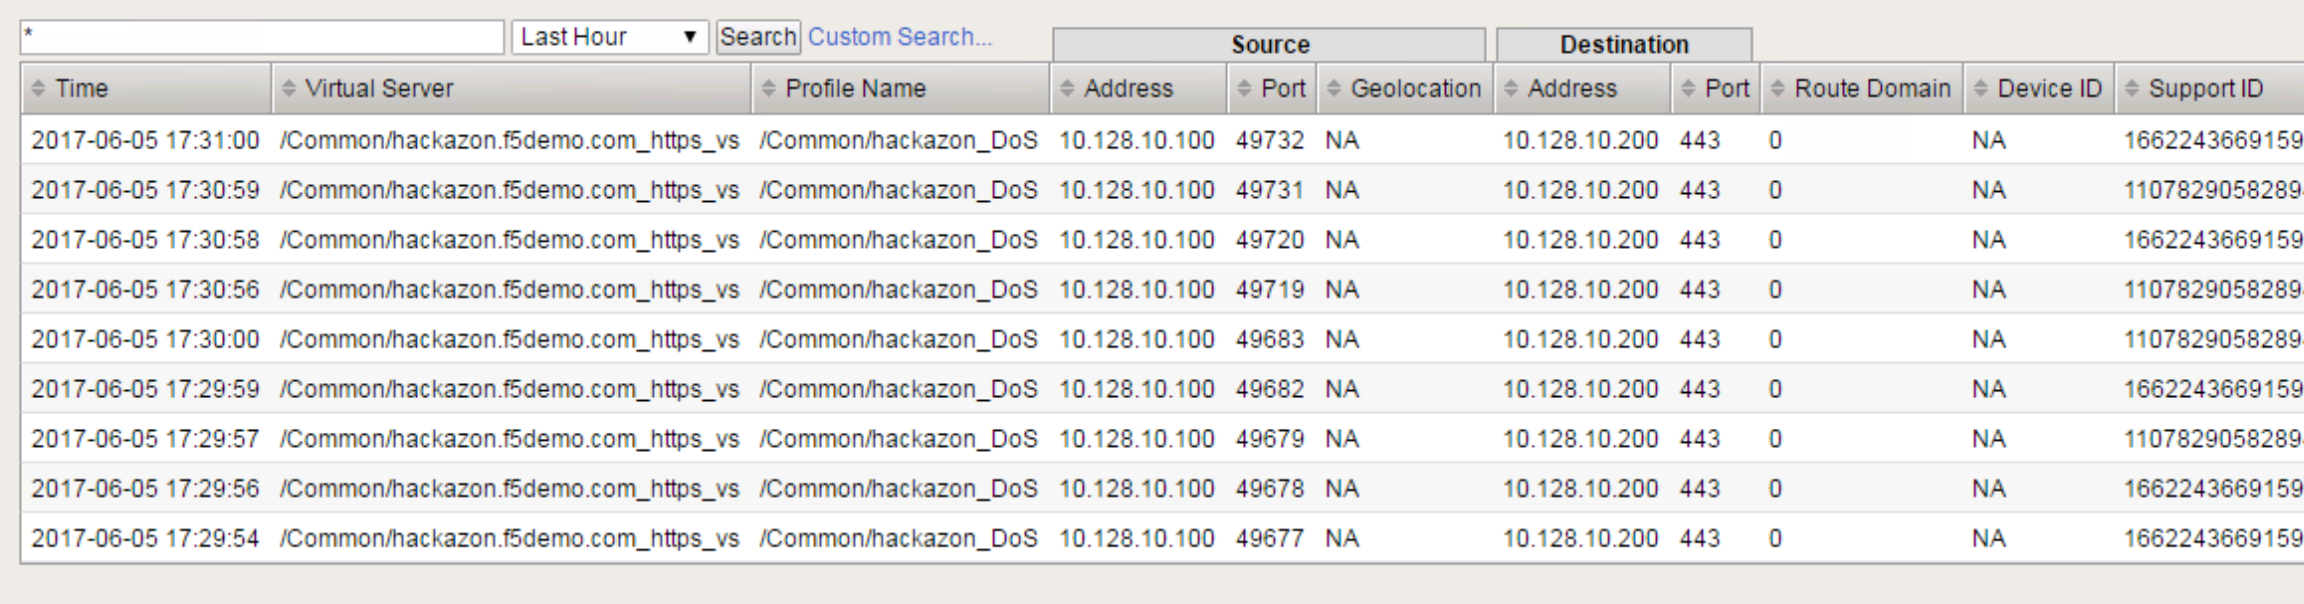 * Last Hour Search Custom Search... Source Destination
Time Virtual Server Profile Name Address Port Geolocation Address Port Route Domain Device ID Support ID
2017-06-05 17:31:00 /Common/hackazon.f5demo.com_https_vs /Common/hackazon_DoS 10.128.10.100 49732 NA 10.128.10.200 443 0 NA 1662243669159
2017-06-05 17:30:59 /Common/hackazon.f5demo.com_https_vs /Common/hackazon_DoS 10.128.10.100 49731 NA 10.128.10.200 443 0 NA 1107829058289
2017-06-05 17:30:58 /Common/hackazon.f5demo.com_https_vs /Common/hackazon_DoS 10.128.10.100 49720 NA 10.128.10.200 443 0 NA 1662243669159
2017-06-05 17:30:56 /Common/hackazon.f5demo.com_https_vs /Common/hackazon_DoS 10.128.10.100 49719 NA 10.128.10.200 443 0 NA 1107829058289
2017-06-05 17:30:00 /Common/hackazon.f5demo.com_https_vs /Common/hackazon_DoS 10.128.10.100 49683 NA 10.128.10.200 443 0 NA 1107829058289
2017-06-05 17:29:59 /Common/hackazon.f5demo.com_https_vs /Common/hackazon_DoS 10.128.10.100 49682 NA 10.128.10.200 443 0 NA 1662243669159
2017-06-05 17:29:57 /Common/hackazon.f5demo.com_https_vs /Common/hackazon_DoS 10.128.10.100 49679 NA 10.128.10.200 443 0 NA 1107829058289
2017-06-05 17:29:56 /Common/hackazon.f5demo.com_https_vs /Common/hackazon_DoS 10.128.10.100 49678 NA 10.128.10.200 443 0 NA 1662243669159
2017-06-05 17:29:54 /Common/hackazon.f5demo.com_https_vs /Common/hackazon_DoS 10.128.10.100 49677 NA 10.128.10.200 443 0 NA 1662243669159